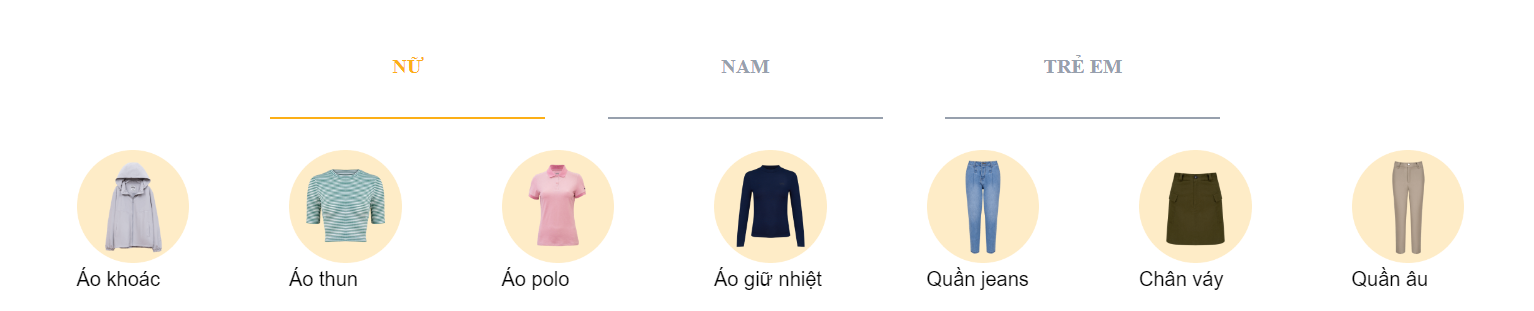 NỮ NAM TRẺ EM
Áo khoác Áo thun Áo polo Áo giữ nhiệt Quần jeans Chân váy Quần âu